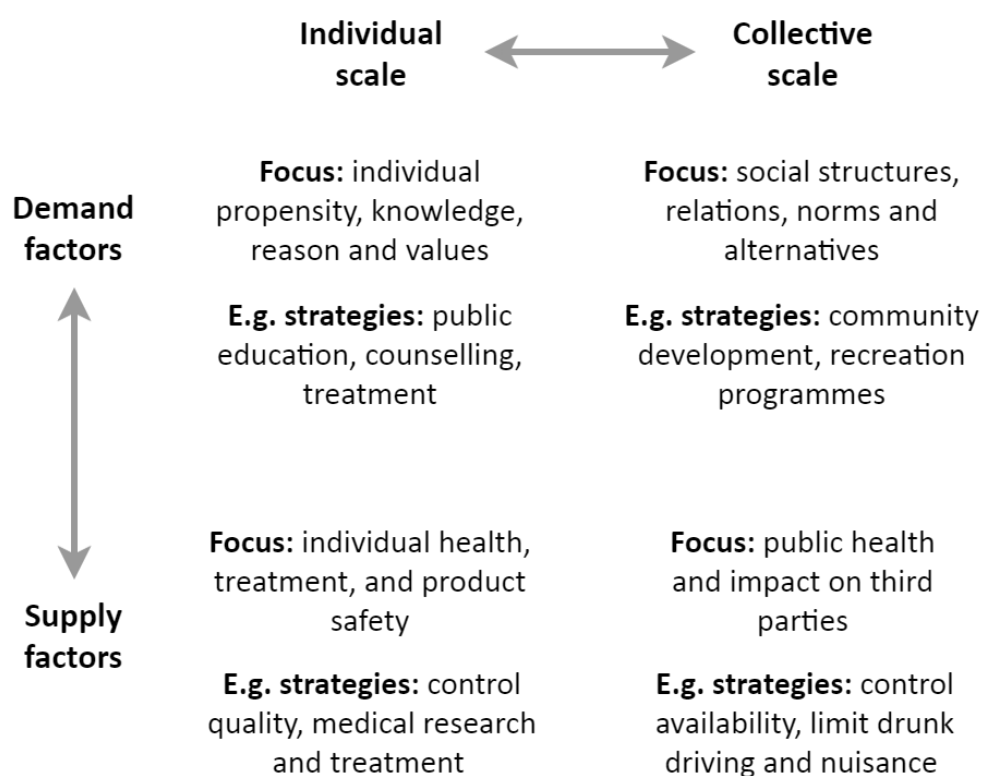 Individual
scale
Collective
scale
Demand
factors
Focus: individual
propensity, knowledge,
reason and values
E.g. strategies: public
education, counselling,
treatment
Focus: social structures,
relations, norms and
alternatives
E.g. strategies: community
development, recreation
programmes
Supply
factors
Focus: individual health,
treatment, and product
safety
E.g. strategies: control
quality, medical research
and treatment
Focus: public health
and impact on third
parties
E.g. strategies: control
availability, limit drunk
driving and nuisance